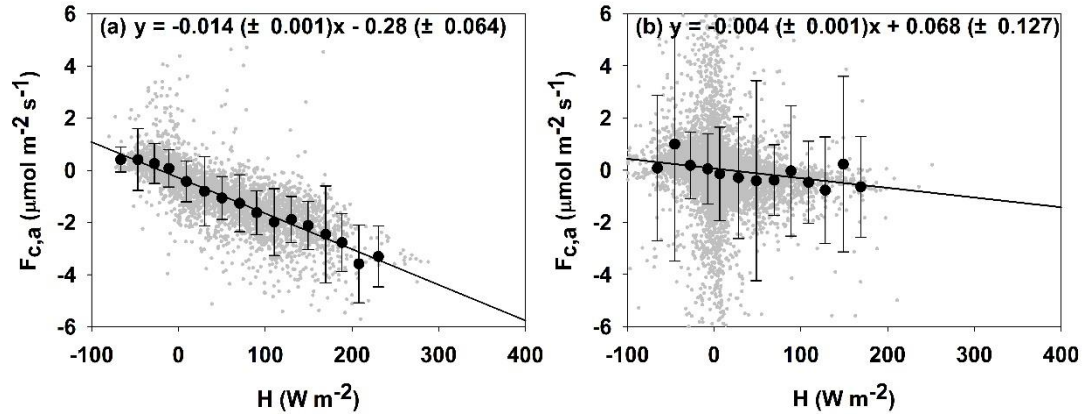 (a) y = -0.014 (± 0.001)x - 0.28 (± 0.064)
6
4
2
0
-2
-4
-6
Fc,a (μmol m-2 s-1)
-100 0 100 200 300 400
H (W m-2)
(b) y = -0.004 (± 0.001)x + 0.068 (± 0.127)
6
4
2
0
-2
-4
-6
Fc,a (μmol m-2 s-1)
-100 0 100 200 300 400
H (W m-2)